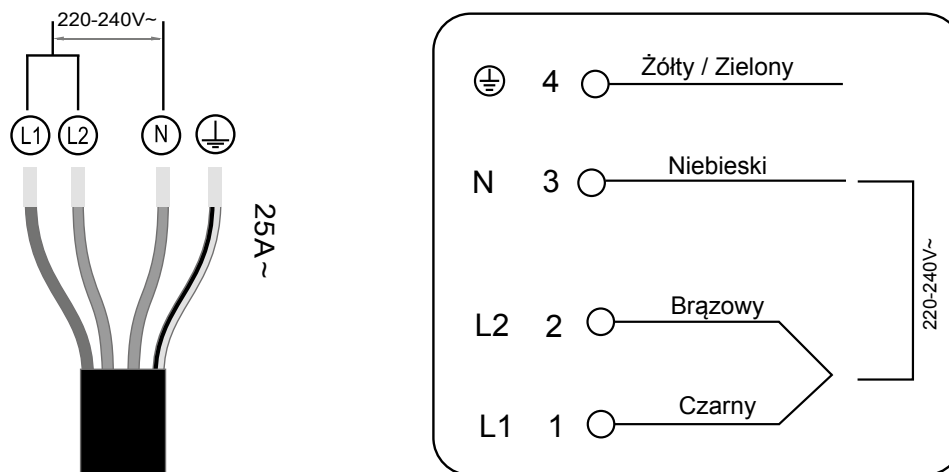 220-240V~
L1 L2 N
25A~
4 Żółty / Zielony
N 3 Niebieski
L2 2 Brązowy
L1 1 Czarny
220-240V~